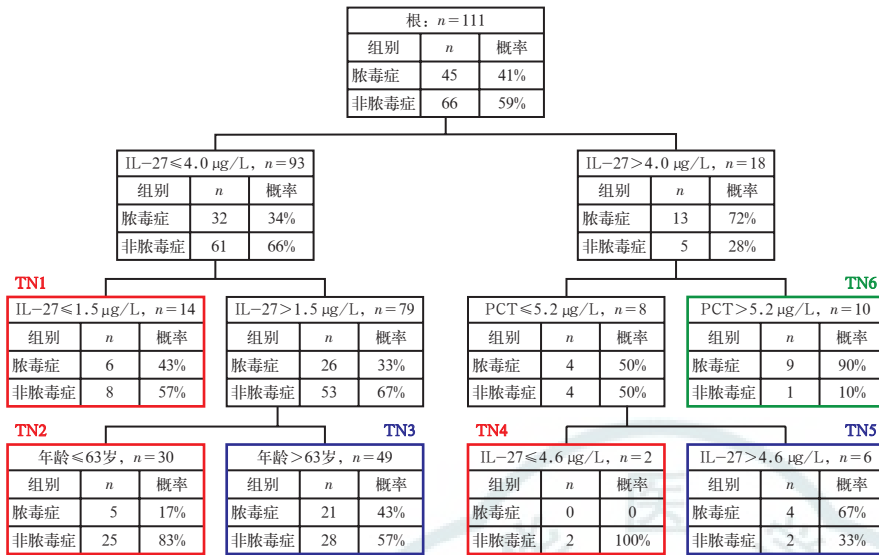 根：n=111
组别 n 概率
脓毒症 45 41%
非脓毒症 66 59%
IL-27≤4.0 μg/L，n=93
组别 n 概率
脓毒症 32 34%
非脓毒症 61 66%
IL-27>4.0 μg/L，n=18
组别 n 概率
脓毒症 13 72%
非脓毒症 5 28%
TN1
IL-27≤1.5 μg/L，n=14
组别 n 概率
脓毒症 6 43%
非脓毒症 8 57%
IL-27>1.5 μg/L，n=79
组别 n 概率
脓毒症 26 33%
非脓毒症 53 67%
PCT≤5.2 μg/L，n=8
组别 n 概率
脓毒症 4 50%
非脓毒症 4 50%
TN6
PCT>5.2 μg/L，n=10
组别 n 概率
脓毒症 9 90%
非脓毒症 1 10%
TN2
年龄≤63岁，n=30
组别 n 概率
脓毒症 5 17%
非脓毒症 25 83%
TN3
年龄>63岁，n=49
组别 n 概率
脓毒症 21 43%
非脓毒症 28 57%
TN4
IL-27≤4.6 μg/L，n=2
组别 n 概率
脓毒症 0 0
非脓毒症 2 100%
TN5
IL-27>4.6 μg/L，n=6
组别 n 概率
脓毒症 4 67%
非脓毒症 2 33%
医